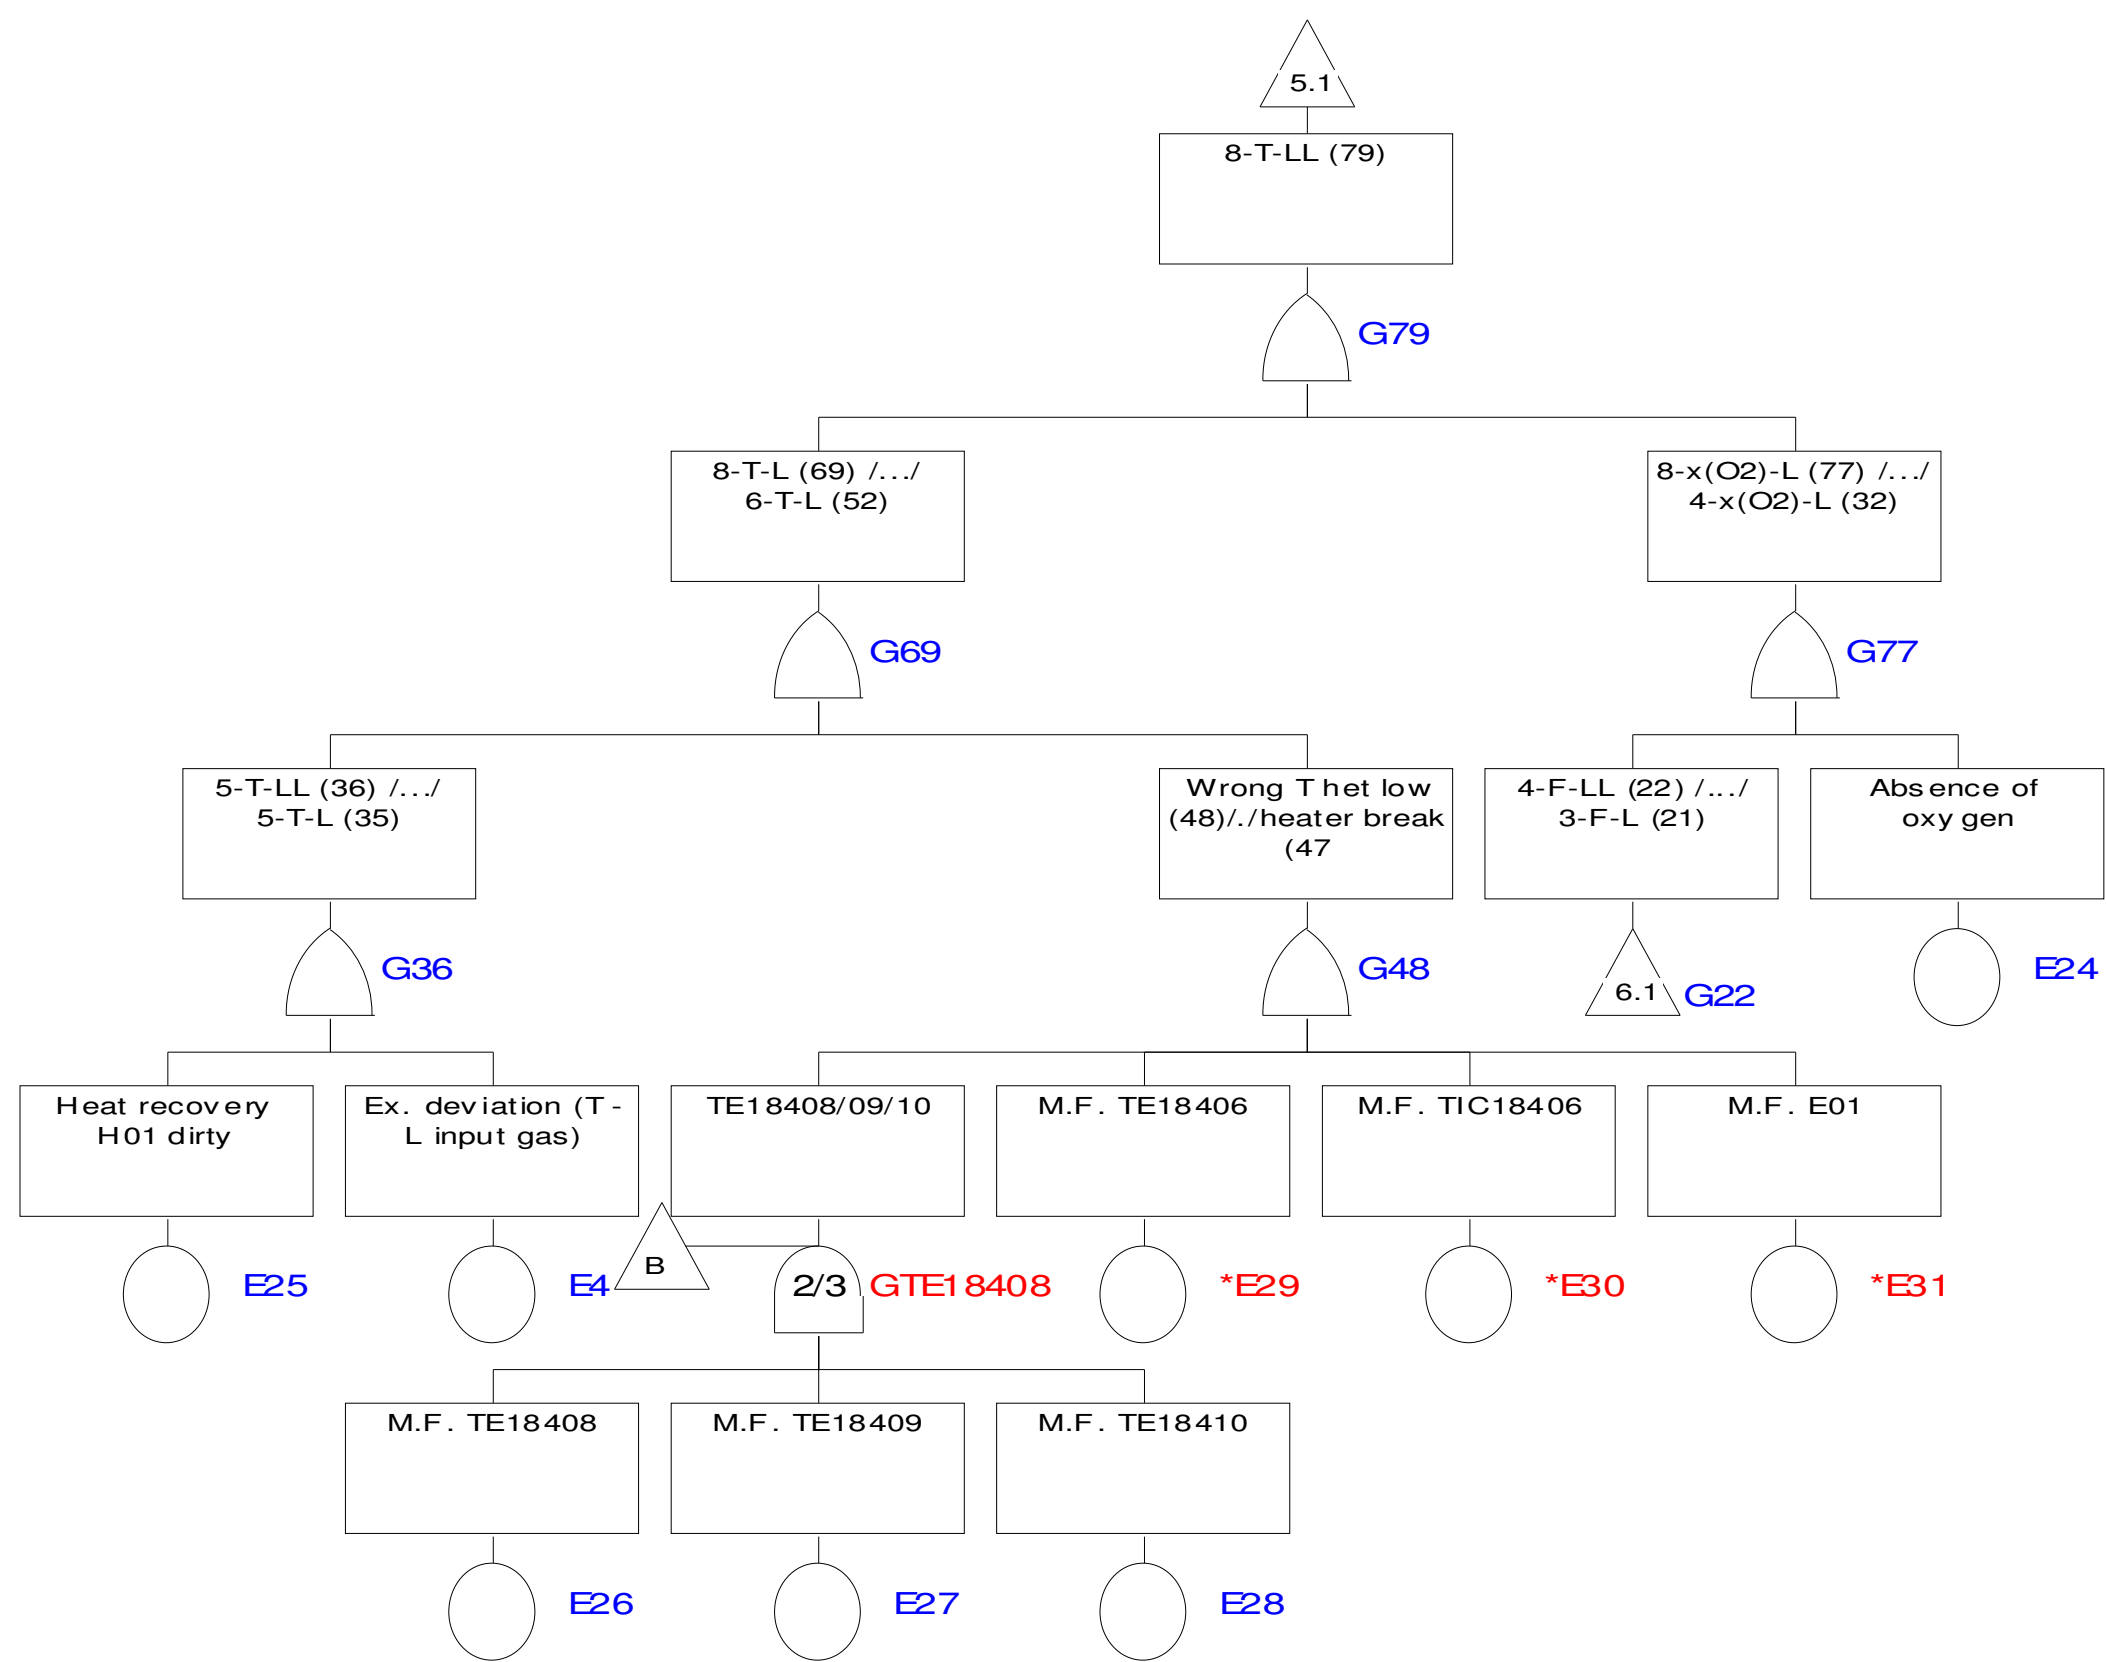 5.1
8-T-LL (79)
G79
8-T-L (69) /.../
6-T-L (52)
8-x(O2)-L (77) /.../
4-x(O2)-L (32)
G69
G77
5-T-LL (36) /.../
5-T-L (35)
Wrong Thet low
(48)/./heater break
(47
4-F-LL (22) /.../
3-F-L (21)
Absence of
oxygen
G36
G48
6.1
G22
E24
Heat recovery
H01 dirty
Ex. deviation (T-
L input gas)
TE18408/09/10
M.F. TE18406
M.F. TIC18406
M.F. E01
E25
E4
B
2/3
GTE18408
*E29
*E30
*E31
M.F. TE18408
M.F. TE18409
M.F. TE18410
E26
E27
E28